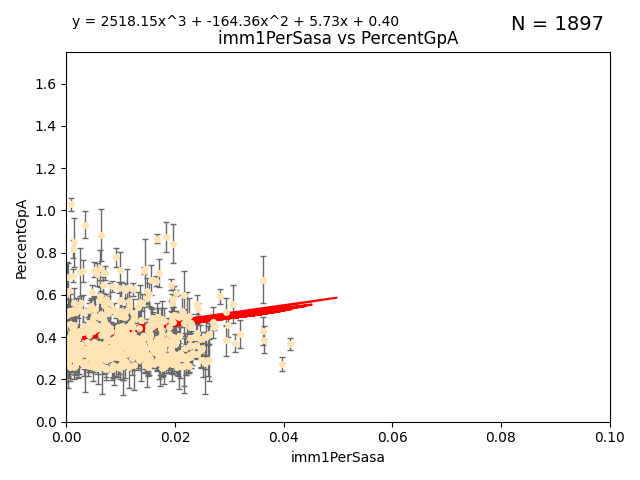 y = 2518.15x^3 + -164.36x^2 + 5.73x + 0.40
N = 1897
imm1PerSasa vs PercentGpA
PercentGpA
1.6
1.4
1.2
1.0
0.8
0.6
0.4
0.2
0.0
0.00 0.02 0.04 0.06 0.08 0.10
imm1PerSasa